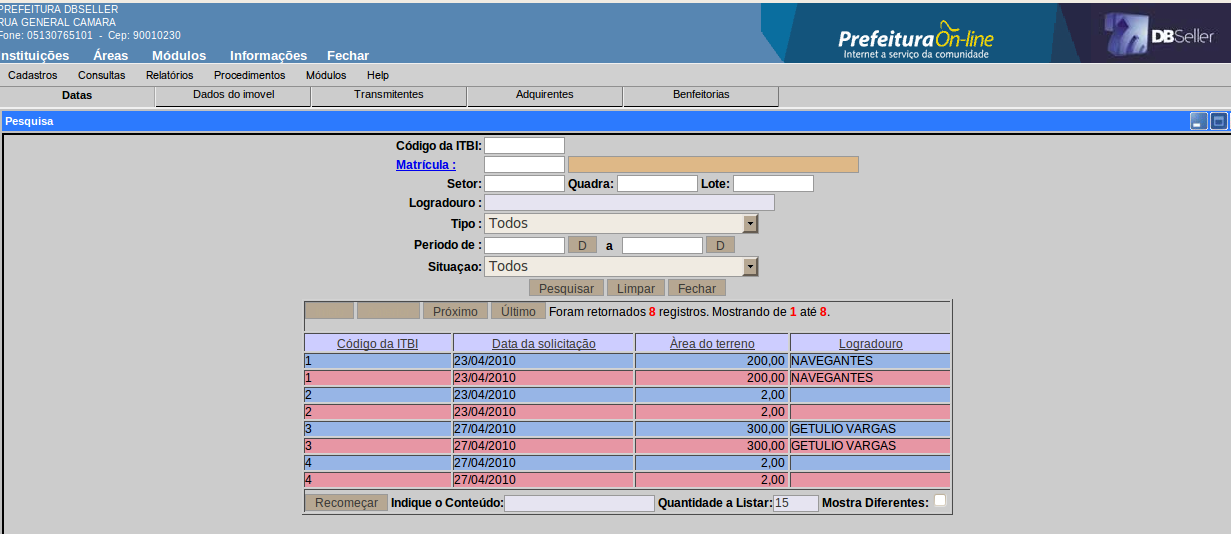 PREFEITURA DBSELLER
RUA GENERAL CAMARA
Fone: 05130765101 - Cep: 90010230
nstituições Áreas Módulos Informações Fechar
PrefeituraOn-line
Internet a serviço da comunidade
DBSeller
Cadastros Consultas Relatórios Procedimentos Módulos Help
Datas Dados do imovel Transmitentes Adquirentes Benfeitorias
Pesquisa
Código da ITBI:
Matrícula :
Setor: Quadra: Lote:
Logradouro :
Tipo : Todos
Periodo de : D a D
Situaçao: Todos
Pesquisar Limpar Fechar
Próximo Último Foram retornados 8 registros. Mostrando de 1 até 8.
Código da ITBI Data da solicitação Àrea do terreno Logradouro
1 23/04/2010 200,00 NAVEGANTES
1 23/04/2010 200,00 NAVEGANTES
2 23/04/2010 2,00
2 23/04/2010 2,00
3 27/04/2010 300,00 GETULIO VARGAS
3 27/04/2010 300,00 GETULIO VARGAS
4 27/04/2010 2,00
4 27/04/2010 2,00
Recomeçar Indique o Conteúdo: Quantidade a Listar: 15 Mostra Diferentes: